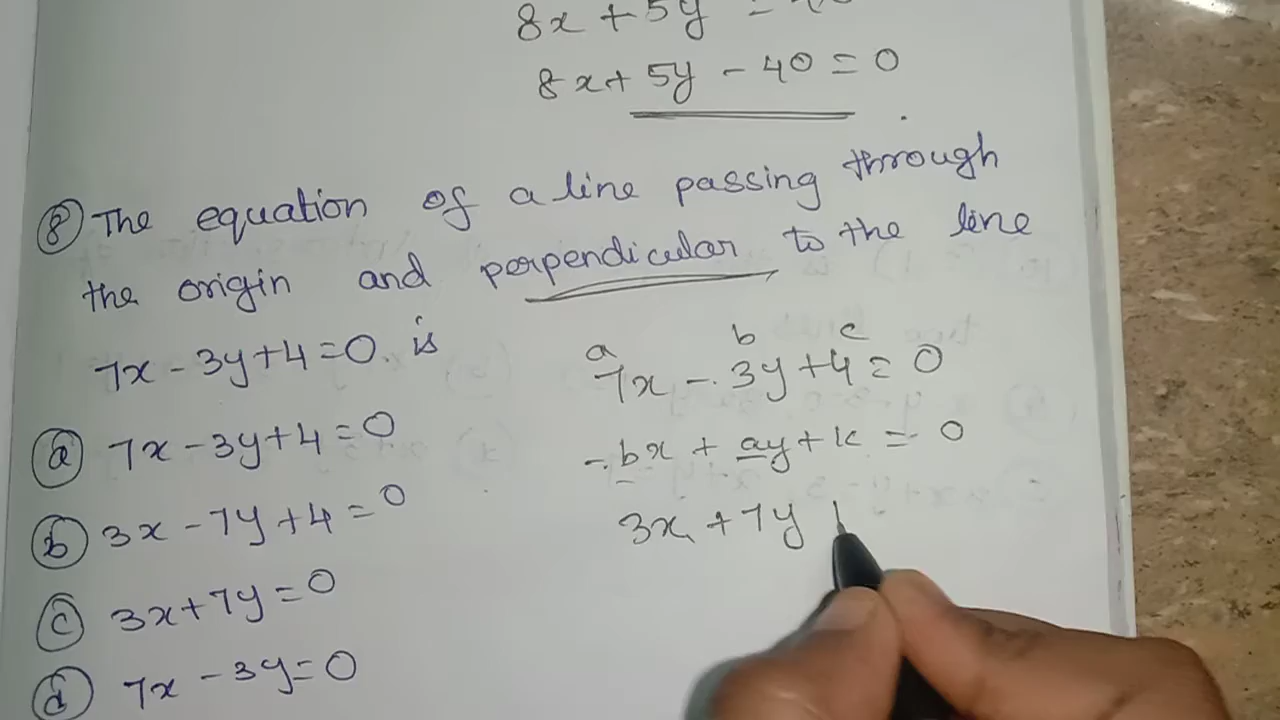 8x + 5y =
8x + 5y - 40 = 0
⑧ The equation of a line passing through
the origin and perpendicular to the line
7x - 3y + 4 = 0. is
ⓐ 7x - 3y + 4 = 0
ⓑ 3x - 7y + 4 = 0
ⓒ 3x + 7y = 0
ⓓ 7x - 3y = 0
a b c
7x - 3y + 4 = 0
- bx + ay + k = 0
3x + 7y